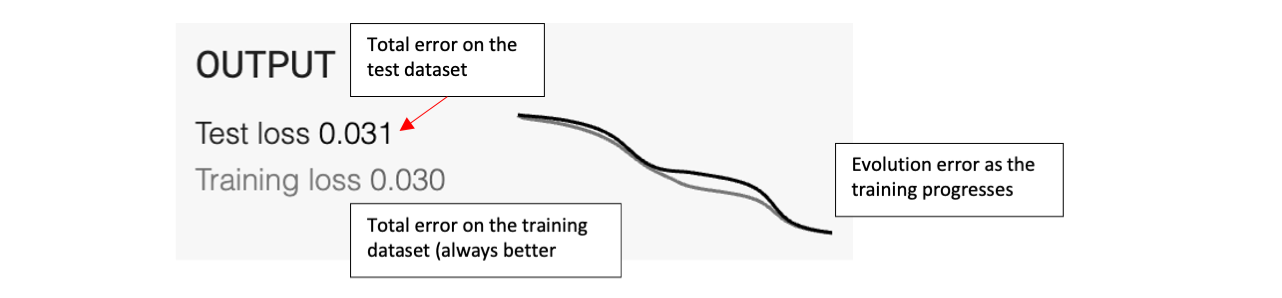 OUTPUT
Total error on the
test dataset
Test loss 0.031
Training loss 0.030
Total error on the training
dataset (always better
Evolution error as the
training progresses